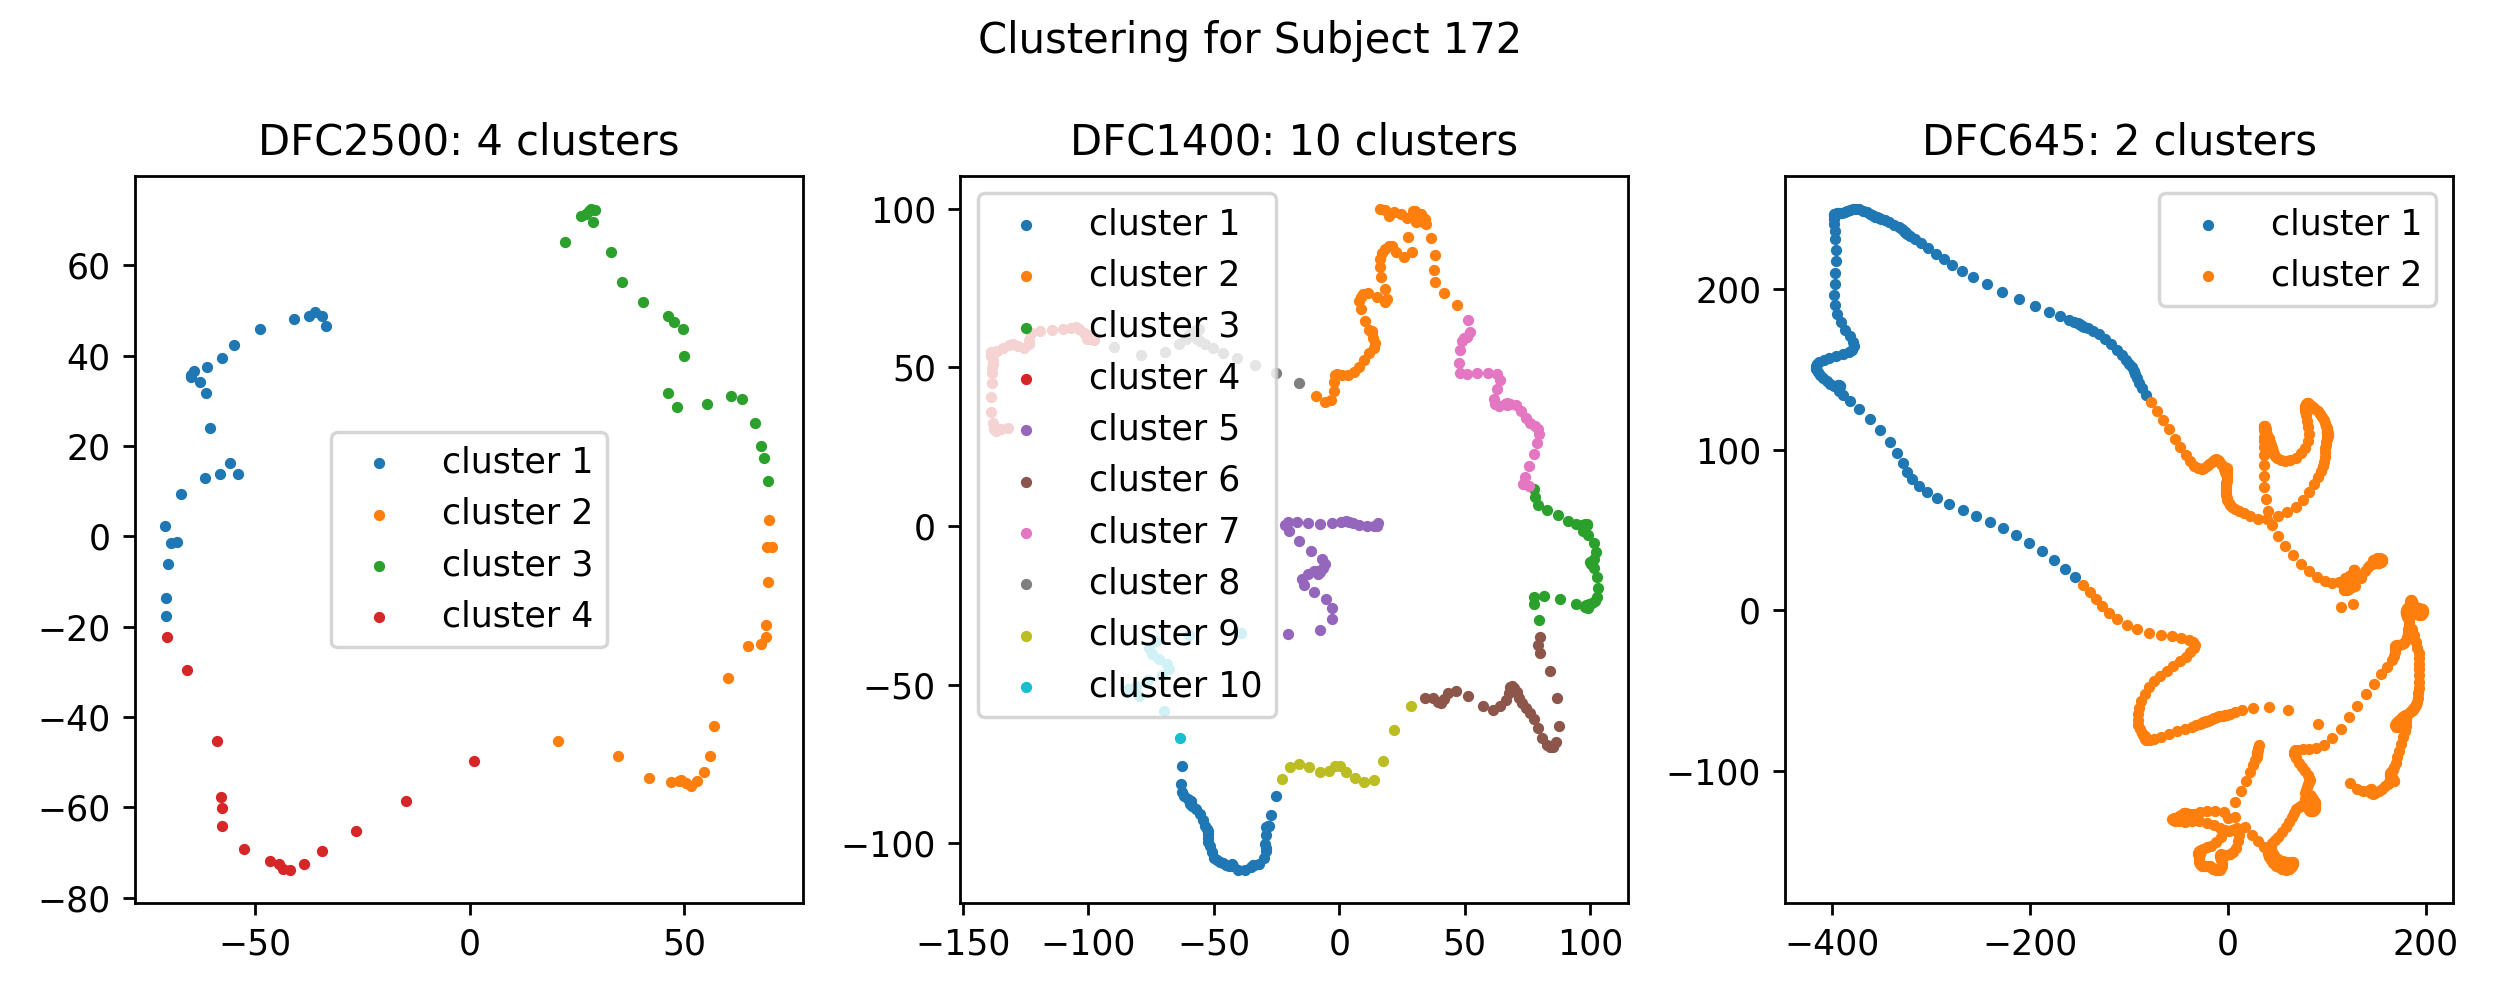 Clustering for Subject 172
DFC2500: 4 clusters
60
40
20
0
−20
−40
−60
−80
−50
0
50
cluster 1
cluster 2
cluster 3
cluster 4
DFC1400: 10 clusters
100
50
0
−50
−100
−150
−100
−50
0
50
100
cluster 1
cluster 2
cluster 3
cluster 4
cluster 5
cluster 6
cluster 7
cluster 8
cluster 9
cluster 10
DFC645: 2 clusters
200
100
0
−100
−400
−200
0
200
cluster 1
cluster 2